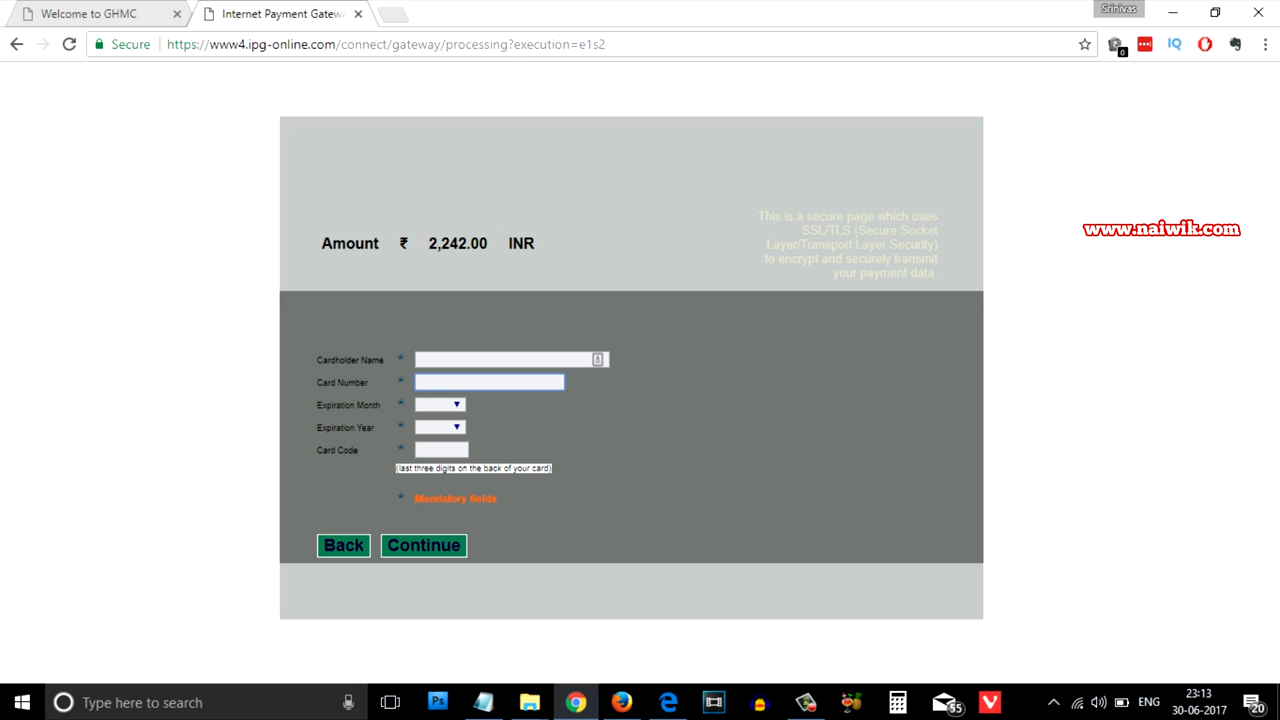 Welcome to GHMC
Internet Payment Gatew
Srinivas
Secure
https://www4.ipg-online.com/connect/gateway/processing?execution=e1s2
0
IQ
This is a secure page which uses
SSL/TLS (Secure Socket
Layer/Transport Layer Security)
to encrypt and securely transmit
your payment data
Amount ₹ 2,242.00 INR
www.naiwik.com
Cardholder Name *
Card Number *
Expiration Month *
Expiration Year *
Card Code *
(last three digits on the back of your card)
* Mandatory fields
Back Continue
Type here to search
Ps
55
ENG
23:13
30-06-2017
20